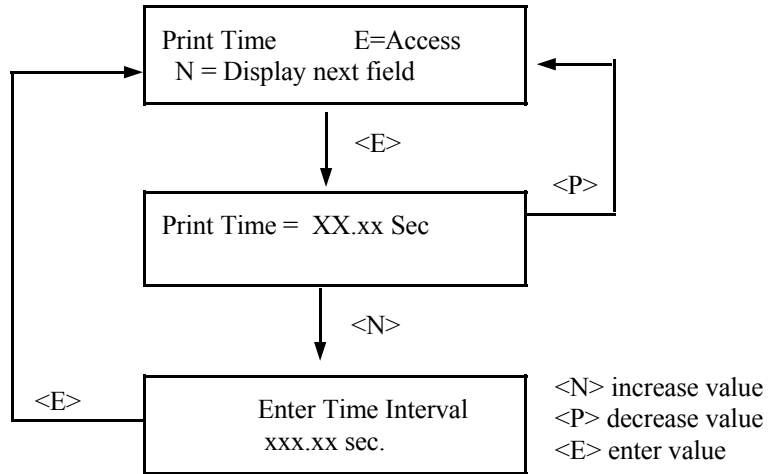 Print Time E=Access
N = Display next field
<E>
<P>
Print Time = XX.xx Sec
<N>
<E>
Enter Time Interval
xxx.xx sec.
<N> increase value
<P> decrease value
<E> enter value